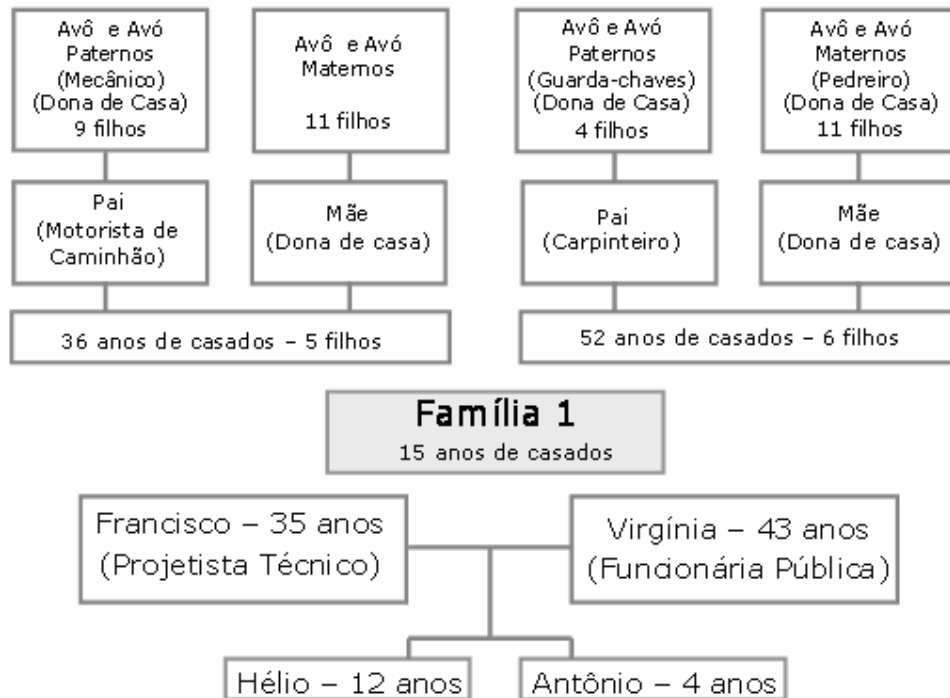 Avô e Avó
Paternos
(Mecânico)
(Dona de Casa)
9 filhos
Avô e Avó
Maternos
11 filhos
Avô e Avó
Paternos
(Guarda-chaves)
(Dona de Casa)
4 filhos
Avô e Avó
Maternos
(Pedreiro)
(Dona de Casa)
11 filhos
Pai
(Motorista de
Caminhão)
Mãe
(Dona de casa)
Pai
(Carpinteiro)
Mãe
(Dona de casa)
36 anos de casados – 5 filhos
52 anos de casados – 6 filhos
Família 1
15 anos de casados
Francisco – 35 anos
(Projetista Técnico)
Virgínia – 43 anos
(Funcionária Pública)
Hélio – 12 anos
Antônio – 4 anos